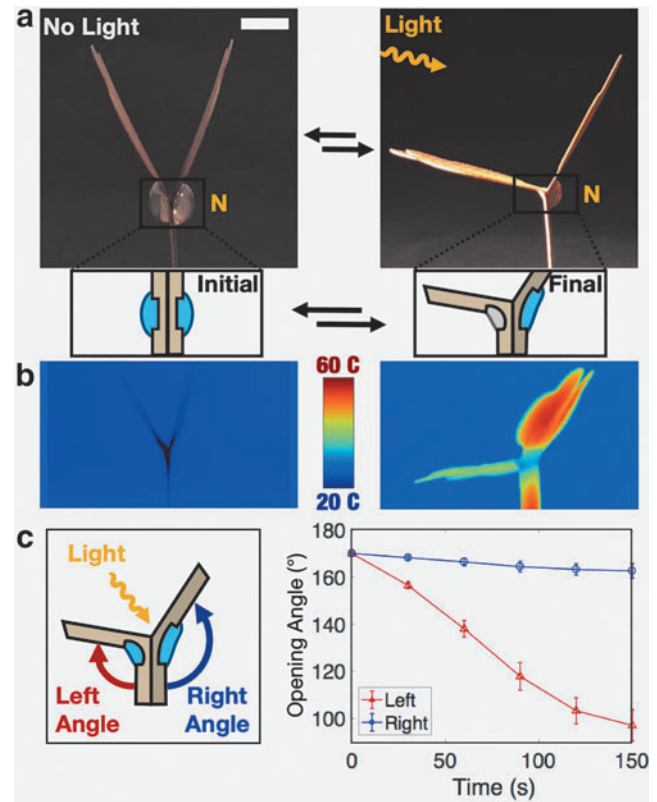 a
No Light
Light
N
N
Initial
Final
b
60 C
20 C
c
Light
Left
Angle
Right
Angle
Opening Angle (°)
180
160
140
120
100
Left
Right
0
50
100
150
Time (s)